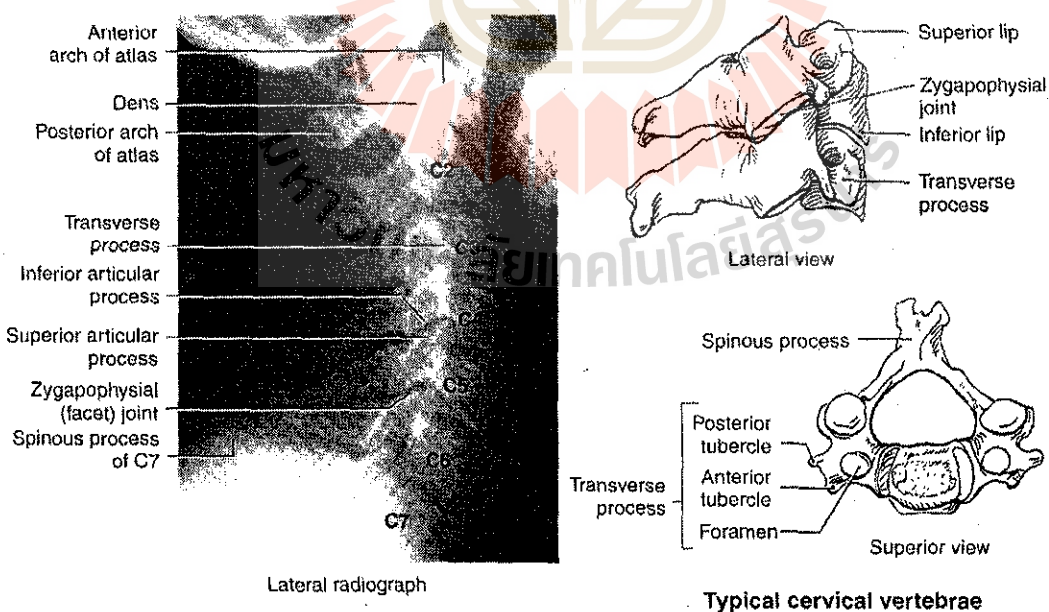 Anterior
arch of atlas
Dens
Posterior arch
of atlas
Transverse
process
Inferior articular
process
Superior articular
process
Zygapophysial
(facet) joint
Spinous process
of C7
C2
C5
C6
C7
Lateral radiograph
Superior lip
Zygapophysial
joint
Inferior lip
Transverse
process
Lateral view
Spinous process
Posterior
tubercle
Transverse
process
Anterior
tubercle
Foramen
Superior view
Typical cervical vertebrae